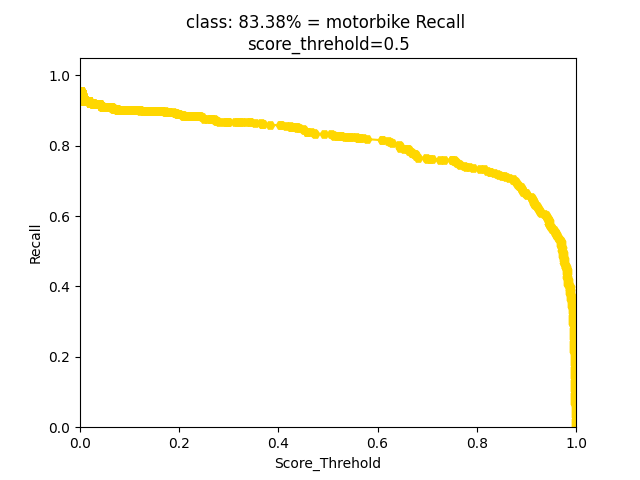 class: 83.38% = motorbike Recall
score_threhold=0.5
1.0
0.8
0.6
0.4
0.2
0.0
Recall
0.0 0.2 0.4 0.6 0.8 1.0
Score_Threhold